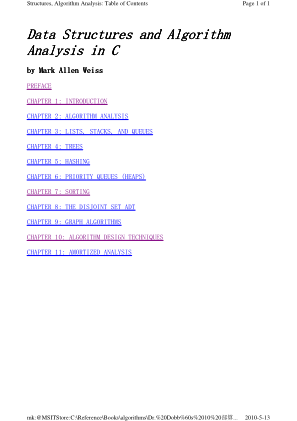 Structures, Algorithm Analysis: Table of Contents Page 1 of 1
Data Structures and Algorithm
Analysis in C
by Mark Allen Weiss
PREFACE
CHAPTER 1: INTRODUCTION
CHAPTER 2: ALGORITHM ANALYSIS
CHAPTER 3: LISTS, STACKS, AND QUEUES
CHAPTER 4: TREES
CHAPTER 5: HASHING
CHAPTER 6: PRIORITY QUEUES (HEAPS)
CHAPTER 7: SORTING
CHAPTER 8: THE DISJOINT SET ADT
CHAPTER 9: GRAPH ALGORITHMS
CHAPTER 10: ALGORITHM DESIGN TECHNIQUES
CHAPTER 11: AMORTIZED ANALYSIS
mk:@MSITStore:C:\Reference\Books\algorithms\Dr.%20Dobb%60s%2010%20 2010-5-13